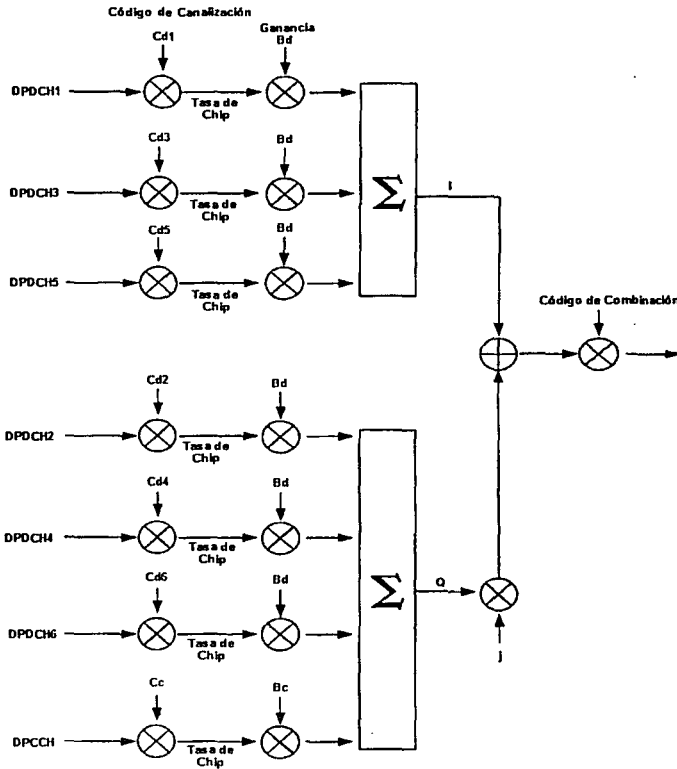 Código de Canalización
Cd1
Ganancia
Bd
DPDCH1
Tasa de
Chip
Cd3
Bd
DPDCH3
Tasa de
Chip
Σ
I
Cd5
Bd
DPDCH5
Tasa de
Chip
Código de Combinación
Cd2
Bd
DPDCH2
Tasa de
Chip
Cd4
Bd
DPDCH4
Tasa de
Chip
Σ
Q
Cd6
Bd
DPDCH6
Tasa de
Chip
j
Cc
Bc
DPCCH
Tasa de
Chip